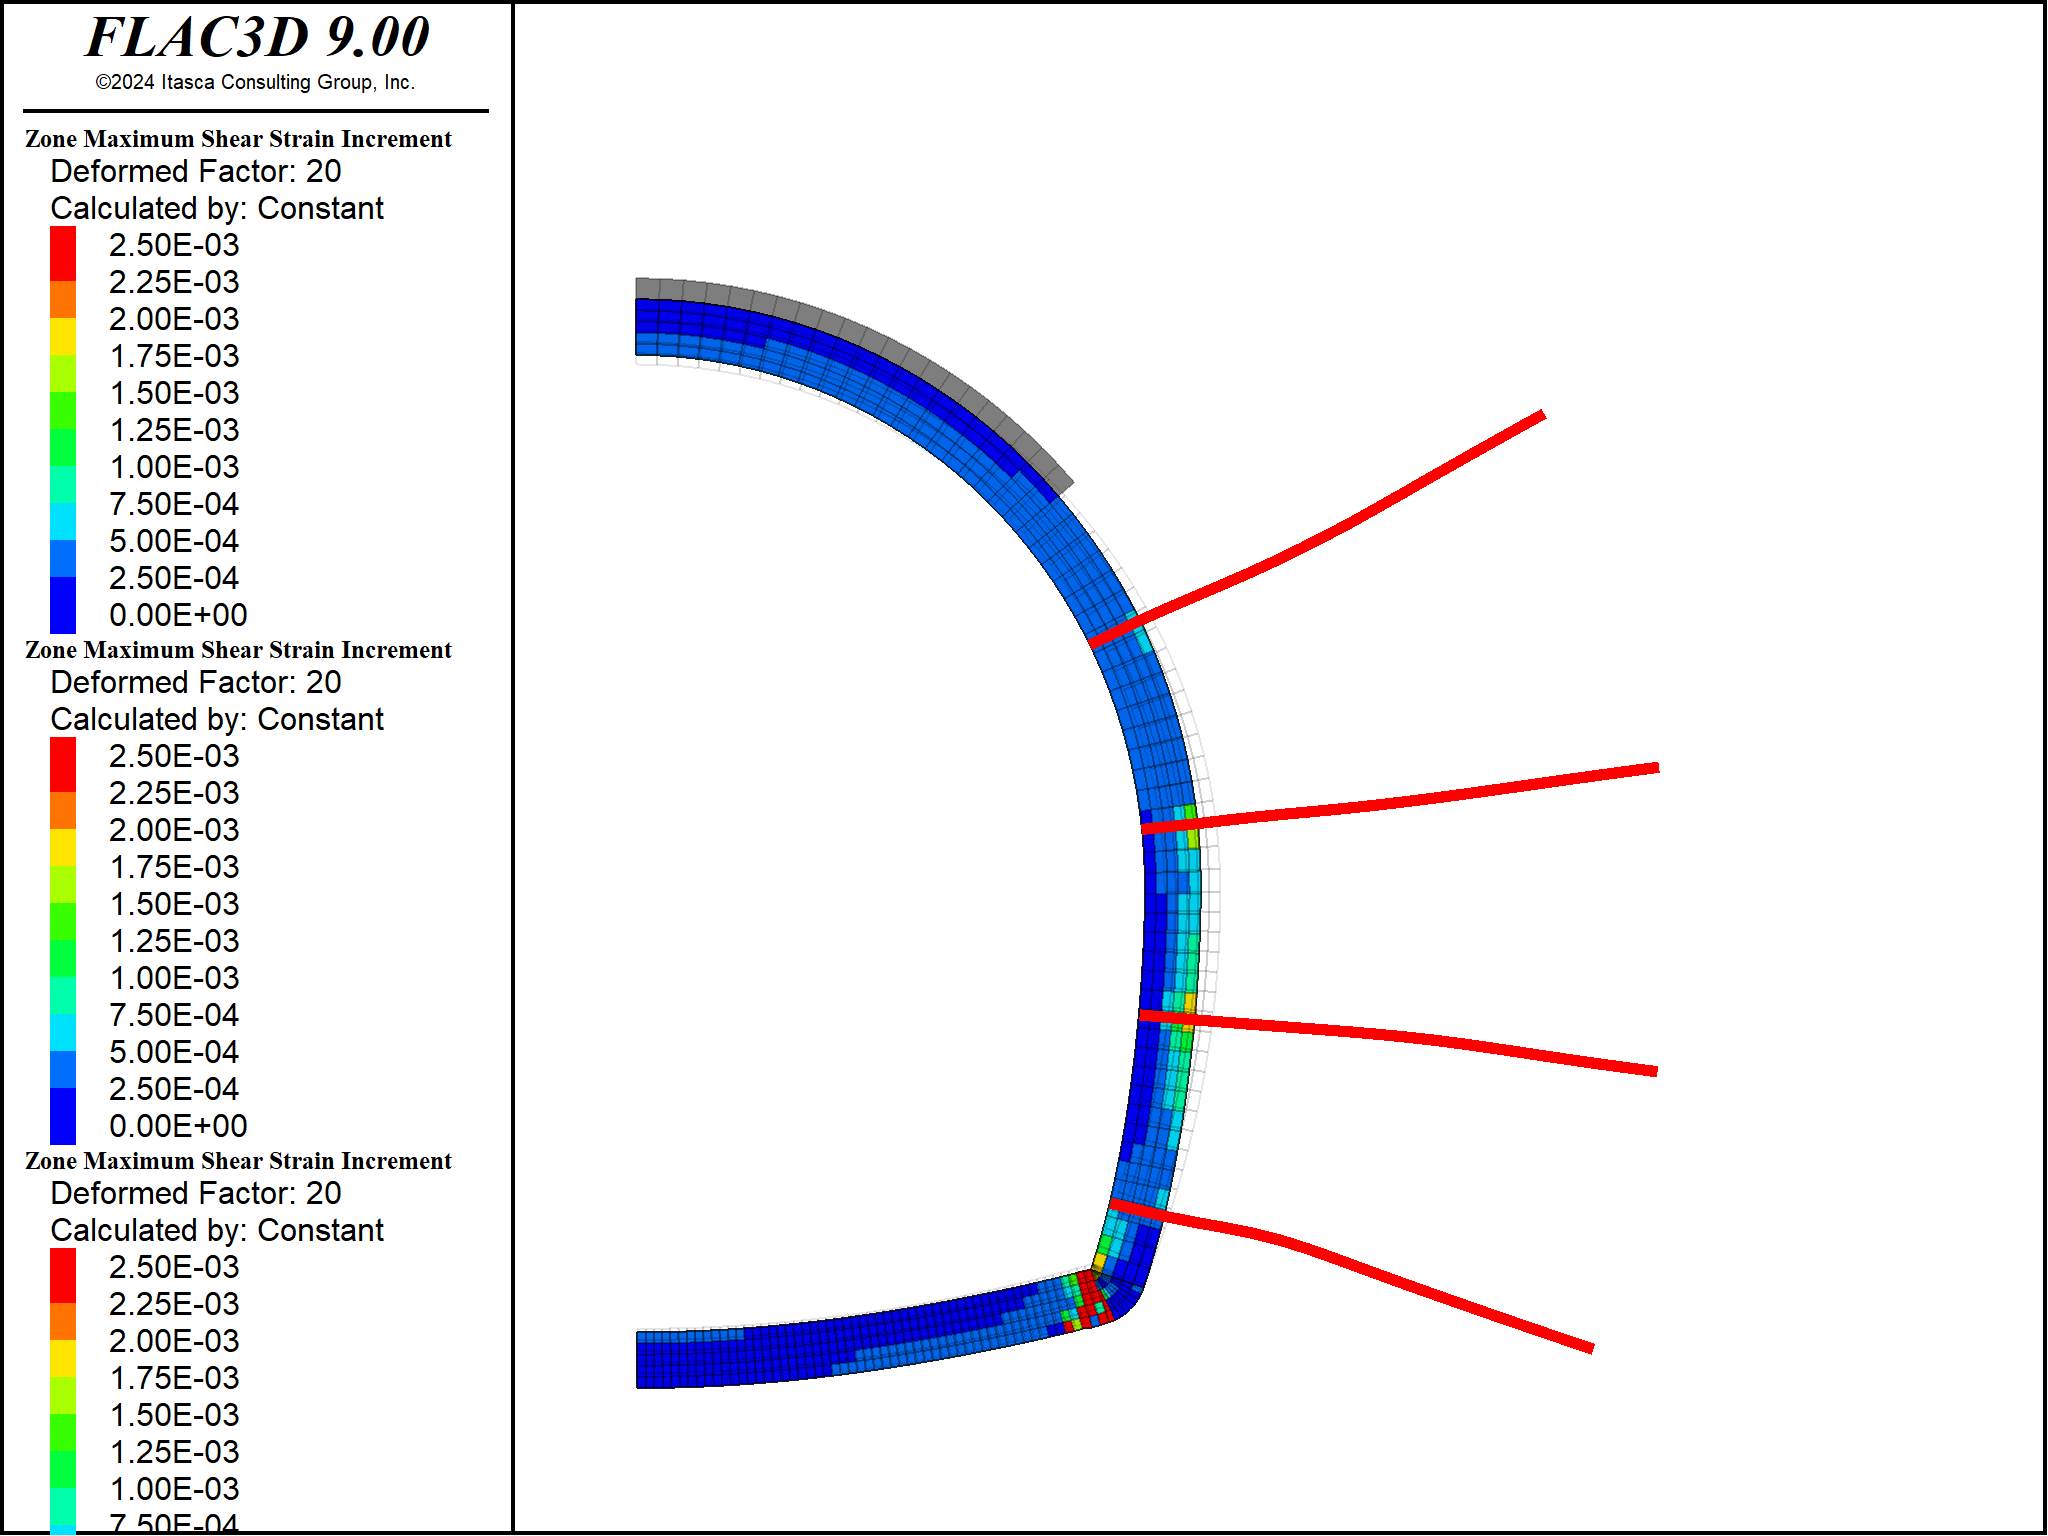 FLAC3D 9.00
©2024 Itasca Consulting Group, Inc.
Zone Maximum Shear Strain Increment
Deformed Factor: 20
Calculated by: Constant
2.50E-03
2.25E-03
2.00E-03
1.75E-03
1.50E-03
1.25E-03
1.00E-03
7.50E-04
5.00E-04
2.50E-04
0.00E+00
Zone Maximum Shear Strain Increment
Deformed Factor: 20
Calculated by: Constant
2.50E-03
2.25E-03
2.00E-03
1.75E-03
1.50E-03
1.25E-03
1.00E-03
7.50E-04
5.00E-04
2.50E-04
0.00E+00
Zone Maximum Shear Strain Increment
Deformed Factor: 20
Calculated by: Constant
2.50E-03
2.25E-03
2.00E-03
1.75E-03
1.50E-03
1.25E-03
1.00E-03
7.50E-04